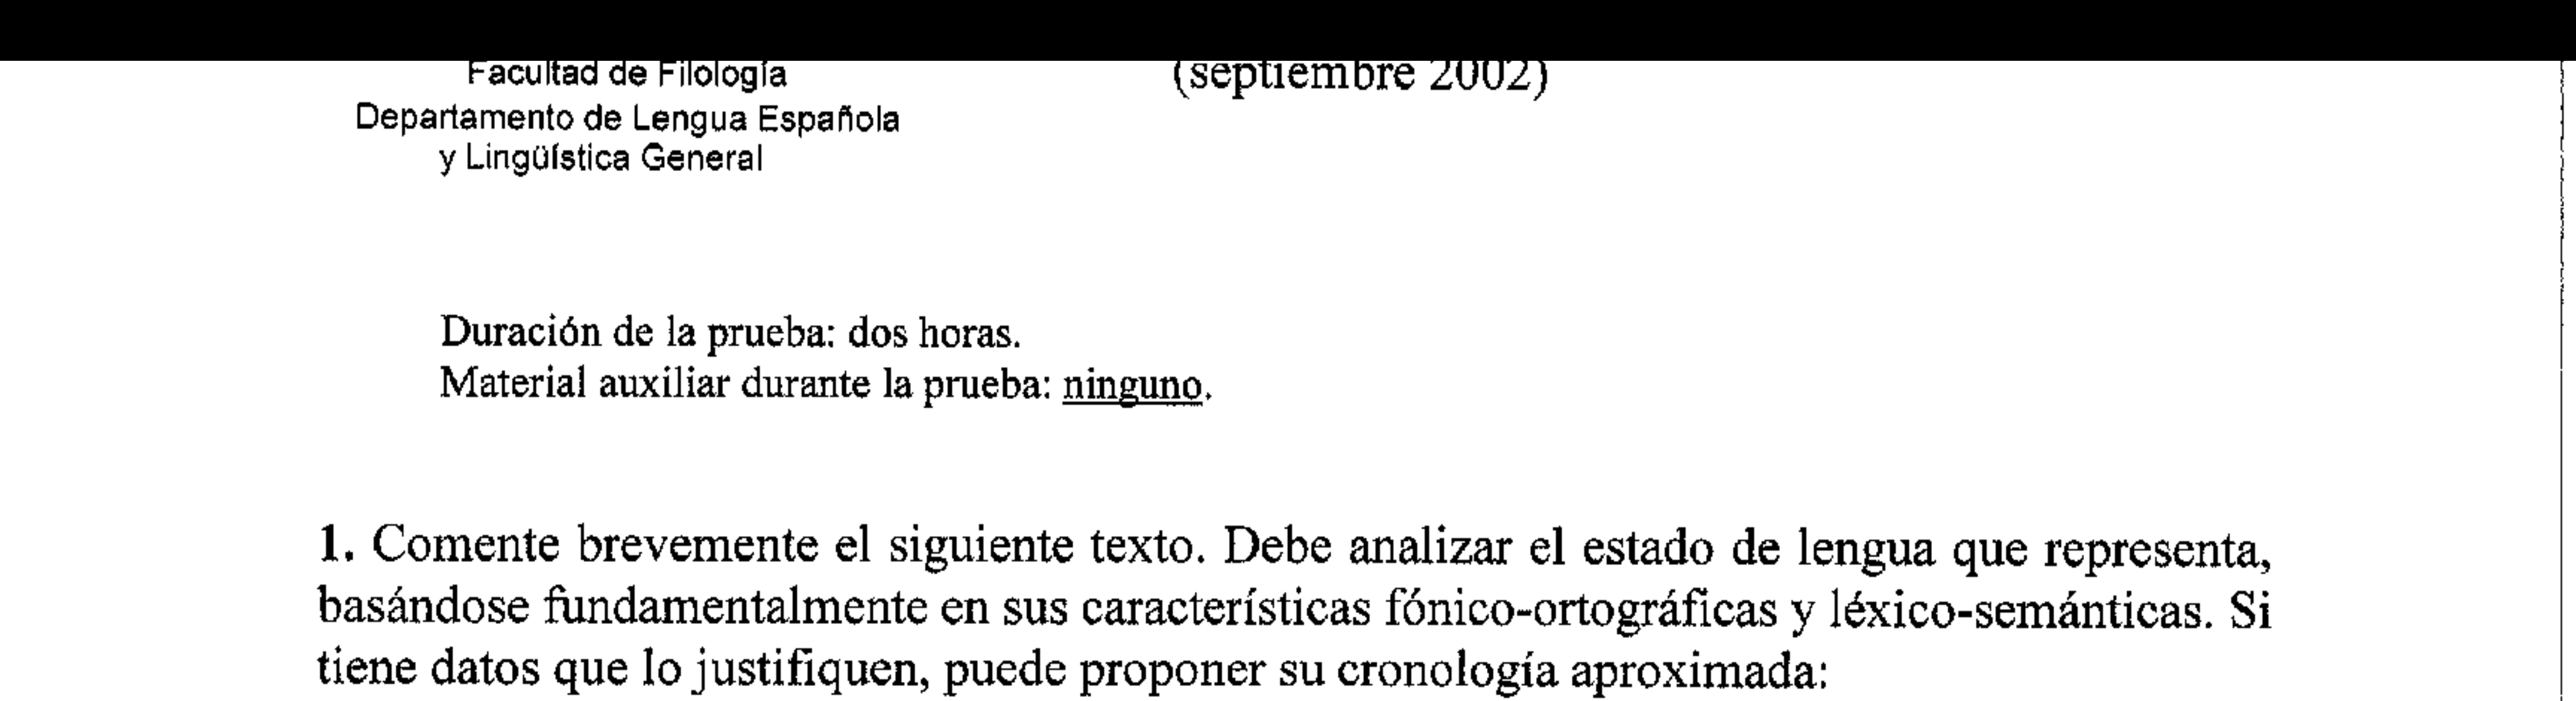 Facultad de Filología
(septiembre 2002)
Departamento de Lengua Española
y Lingüística General
Duración de la prueba: dos horas.
Material auxiliar durante la prueba: ninguno.
1. Comente brevemente el siguiente texto. Debe analizar el estado de lengua que representa,
basándose fundamentalmente en sus características fónico-ortográficas y léxico-semánticas. Si
tiene datos que lo justifiquen, puede proponer su cronología aproximada: